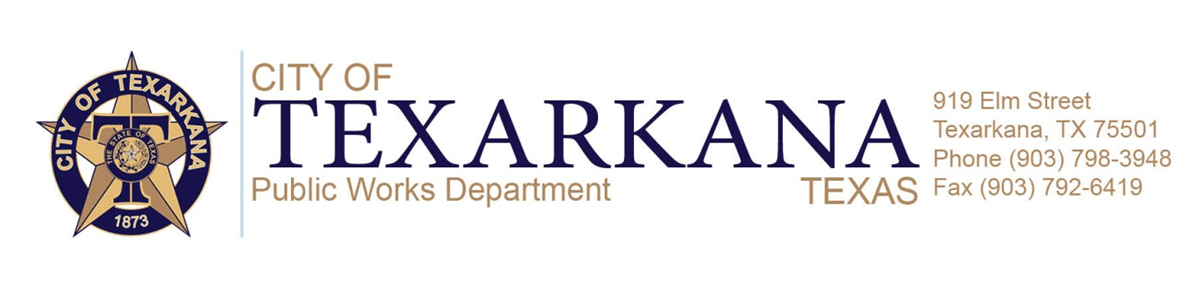 CITY OF TEXARKANA
T
THE STATE OF TEXAS
1873
CITY OF
TEXARKANA
Public Works Department
TEXAS
919 Elm Street
Texarkana, TX 75501
Phone (903) 798-3948
Fax (903) 792-6419